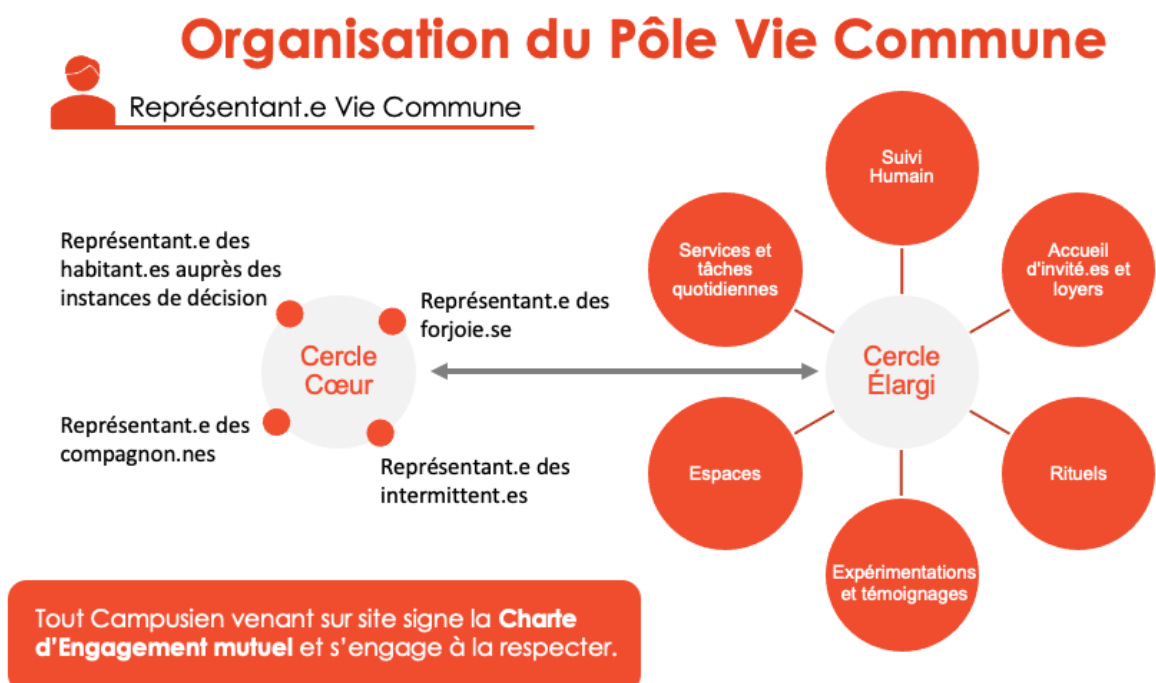 Organisation du Pôle Vie Commune
Représentant.e Vie Commune
Représentant.e des
habitant.es auprès des
instances de décision
Représentant.e des
forjoie.se
Cercle
Cœur
Représentant.e des
compagnon.nes
Représentant.e des
intermittent.es
Suivi
Humain
Services et
tâches
quotidiennes
Accueil
d'invité.es et
loyers
Cercle
Élargi
Espaces
Rituels
Expérimentations
et témoignages
Tout Campusien venant sur site signe la Charte
d'Engagement mutuel et s'engage à la respecter.